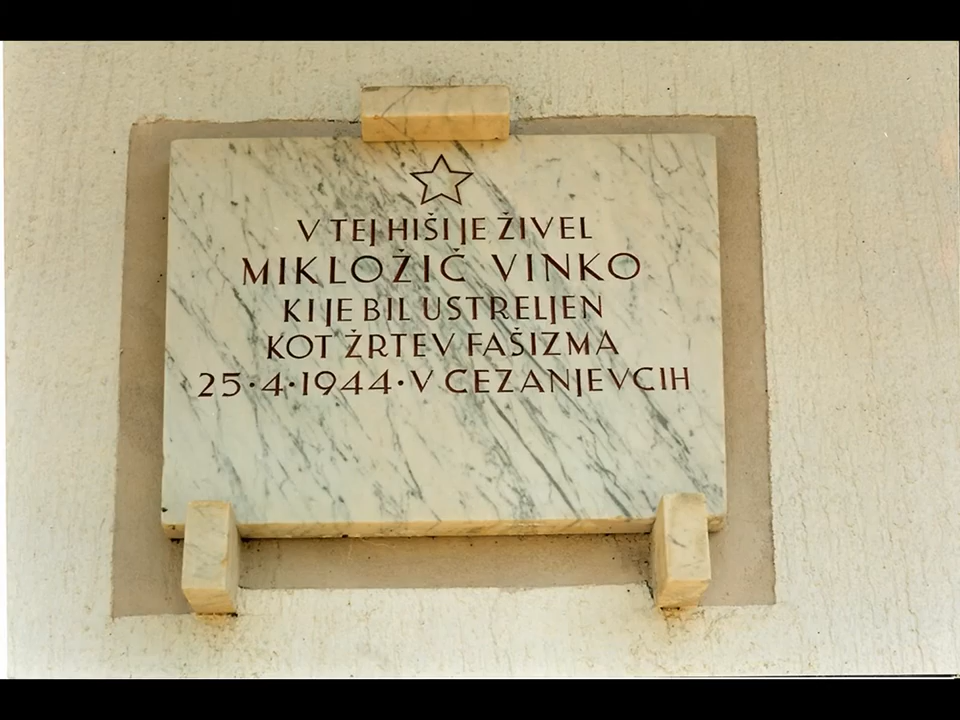 V TEJ HIŠI JE ŽIVEL
MIKLOŽIČ VINKO
KI JE BIL USTRELJEN
KOT ŽRTEV FAŠIZMA
25·4·1944·V CEZANJEVCIH